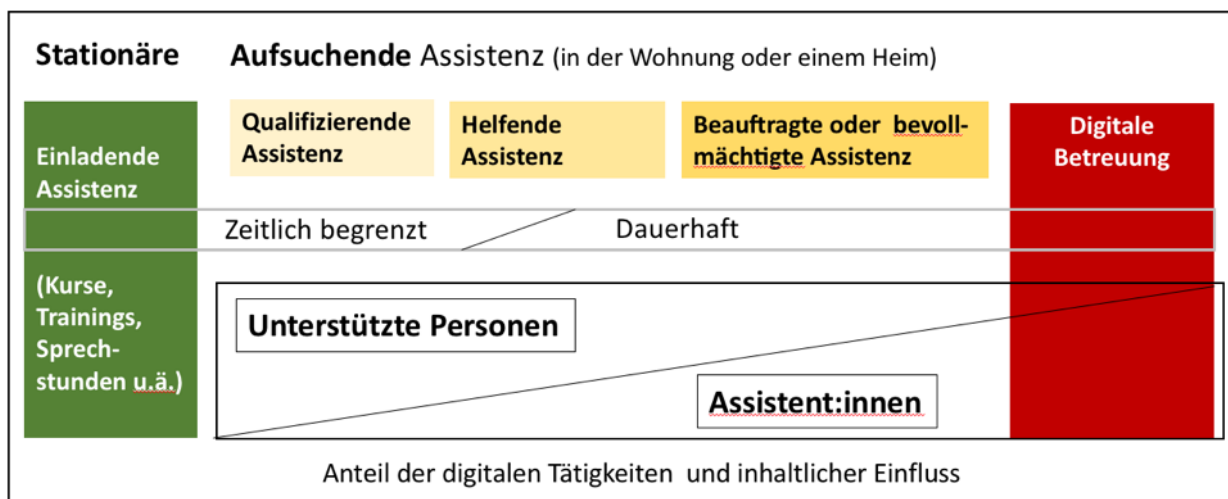 Stationäre
Aufsuchende Assistenz (in der Wohnung oder einem Heim)
Einladende
Assistenz
Qualifizierende
Assistenz
Helfende
Assistenz
Beauftragte oder bevoll-
mächtigte Assistenz
Digitale
Betreuung
Zeitlich begrenzt
Dauerhaft
(Kurse,
Trainings,
Sprech-
stunden u.ä.)
Unterstützte Personen
Assistent:innen
Anteil der digitalen Tätigkeiten und inhaltlicher Einfluss